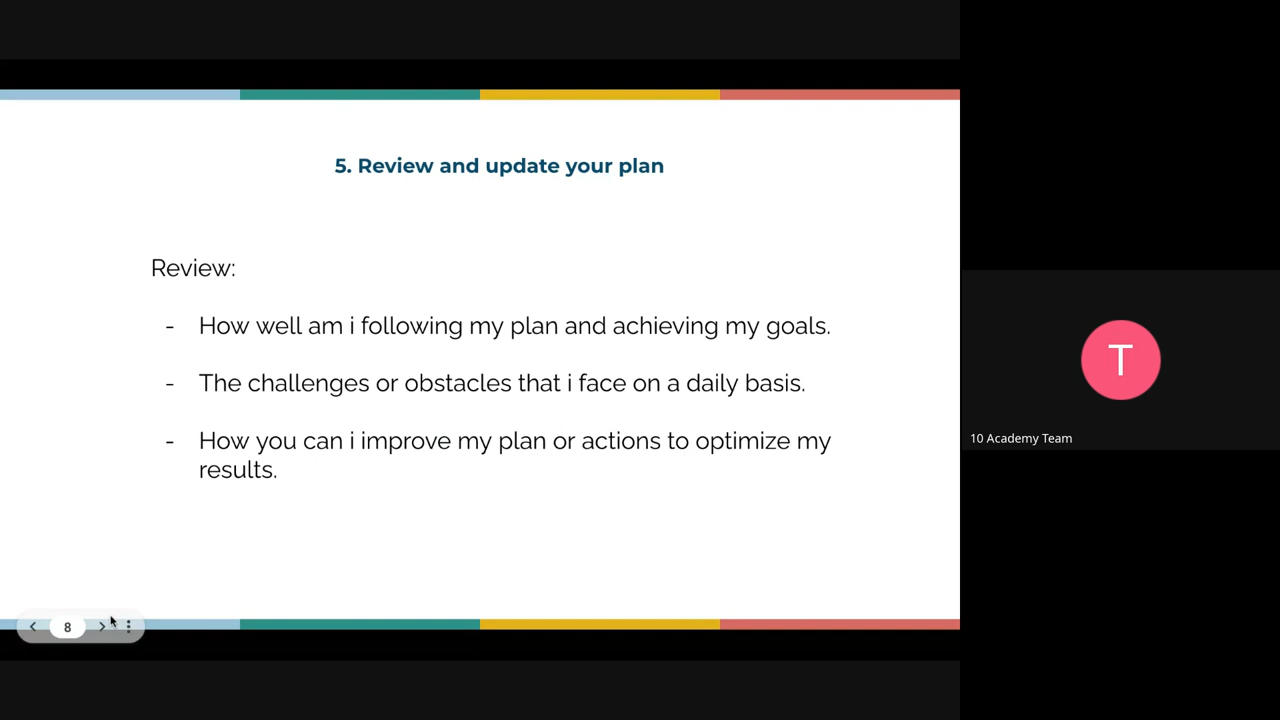 5. Review and update your plan
Review:
- How well am i following my plan and achieving my goals.
- The challenges or obstacles that i face on a daily basis.
- How you can i improve my plan or actions to optimize my
results.
T
10 Academy Team
8